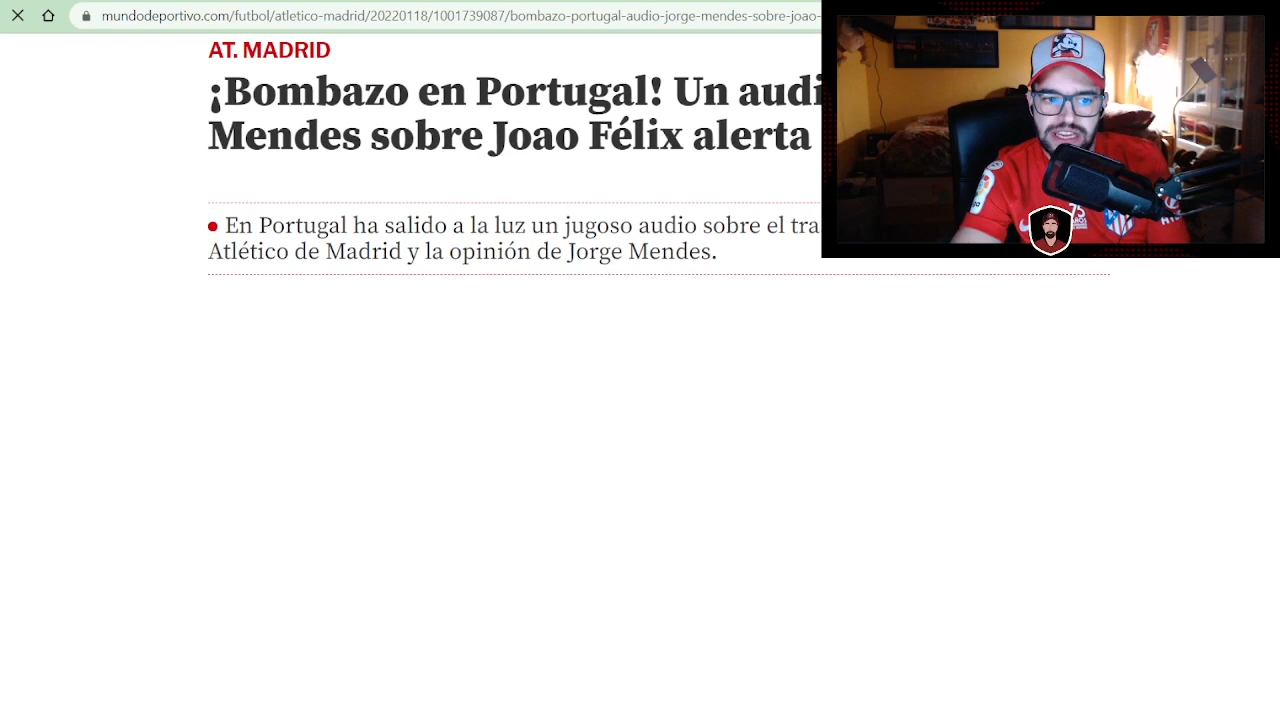 mundodeportivo.com/futbol/atletico-madrid/20220118/1001739087/bombazo-portugal-audio-jorge-mendes-sobre-joao-
AT. MADRID
¡Bombazo en Portugal! Un audi
Mendes sobre Joao Félix alerta
En Portugal ha salido a la luz un jugoso audio sobre el tra
Atlético de Madrid y la opinión de Jorge Mendes.